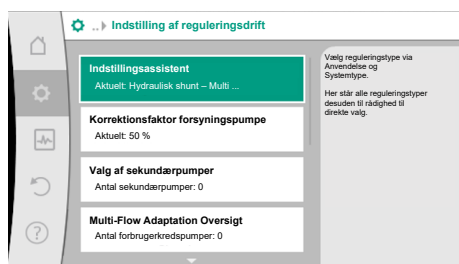 ..▸ Indstilling af reguleringsdrift
Indstillingsassistent
Aktuelt: Hydraulisk shunt – Multi ...
Korrektionsfaktor forsyningspumpe
Aktuelt: 50 %
Valg af sekundærpumper
Antal sekundærpumper: 0
Multi-Flow Adaptation Oversigt
Antal forbrugerkredspumper: 0
Vælg reguleringstype via
Anvendelse og
Systemtype.
Her står alle reguleringstyper
desuden til rådighed til
direkte valg.
?